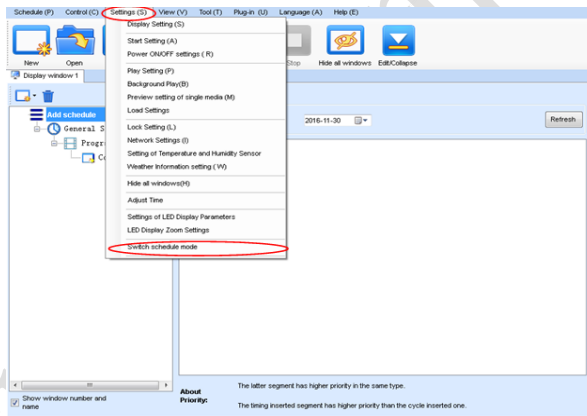 Schedule (P) Control (C) Settings (S) View (V) Tool (T) Plug-in (U) Language (A) Help (E)
Display Setting (S)
Start Setting (A)
Power ON/OFF settings ( R)
Play Setting (P)
Background Play(B)
Preview setting of single media (M)
Load Settings
Lock Setting (L)
Network Settings (I)
Setting of Temperature and Humidity Sensor
Weather Information setting ( W)
Hide all windows(H)
Adjust Time
Settings of LED Display Parameters
LED Display Zoom Settings
Switch schedule mode
New Open Stop Hide all windows Edit/Collapse
Display window 1
Add schedule
General S
Progr
Co
2016-11-30 Refresh
Show window number and
name
About
Priority:
The latter segment has higher priority in the same type.
The timing inserted segment has higher priority than the cycle inserted one.